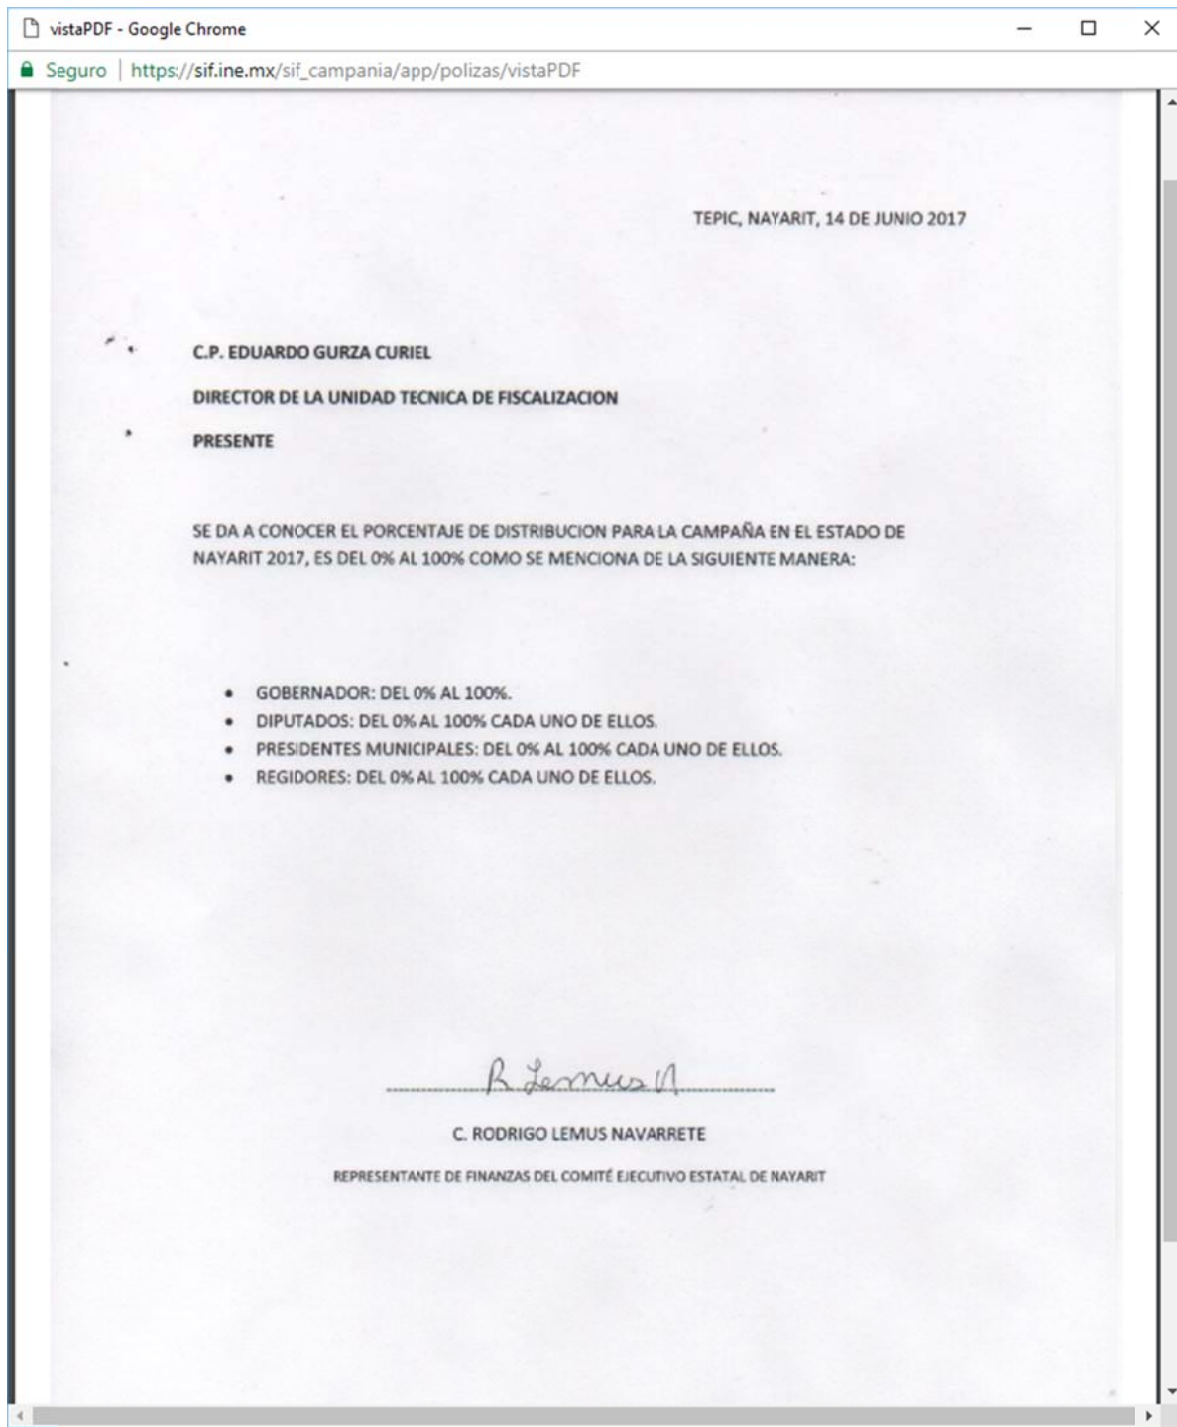 vistaPDF - Google Chrome
Seguro | https://sif.ine.mx/sif_campania/app/polizas/vistaPDF
TEPIC, NAYARIT, 14 DE JUNIO 2017
C.P. EDUARDO GURZA CURIEL
DIRECTOR DE LA UNIDAD TECNICA DE FISCALIZACION
PRESENTE
SE DA A CONOCER EL PORCENTAJE DE DISTRIBUCION PARA LA CAMPAÑA EN EL ESTADO DE
NAYARIT 2017, ES DEL 0% AL 100% COMO SE MENCIONA DE LA SIGUIENTE MANERA:
• GOBERNADOR: DEL 0% AL 100%.
• DIPUTADOS: DEL 0% AL 100% CADA UNO DE ELLOS.
• PRESIDENTES MUNICIPALES: DEL 0% AL 100% CADA UNO DE ELLOS.
• REGIDORES: DEL 0% AL 100% CADA UNO DE ELLOS.
R Lemus N
C. RODRIGO LEMUS NAVARRETE
REPRESENTANTE DE FINANZAS DEL COMITÉ EJECUTIVO ESTATAL DE NAYARIT